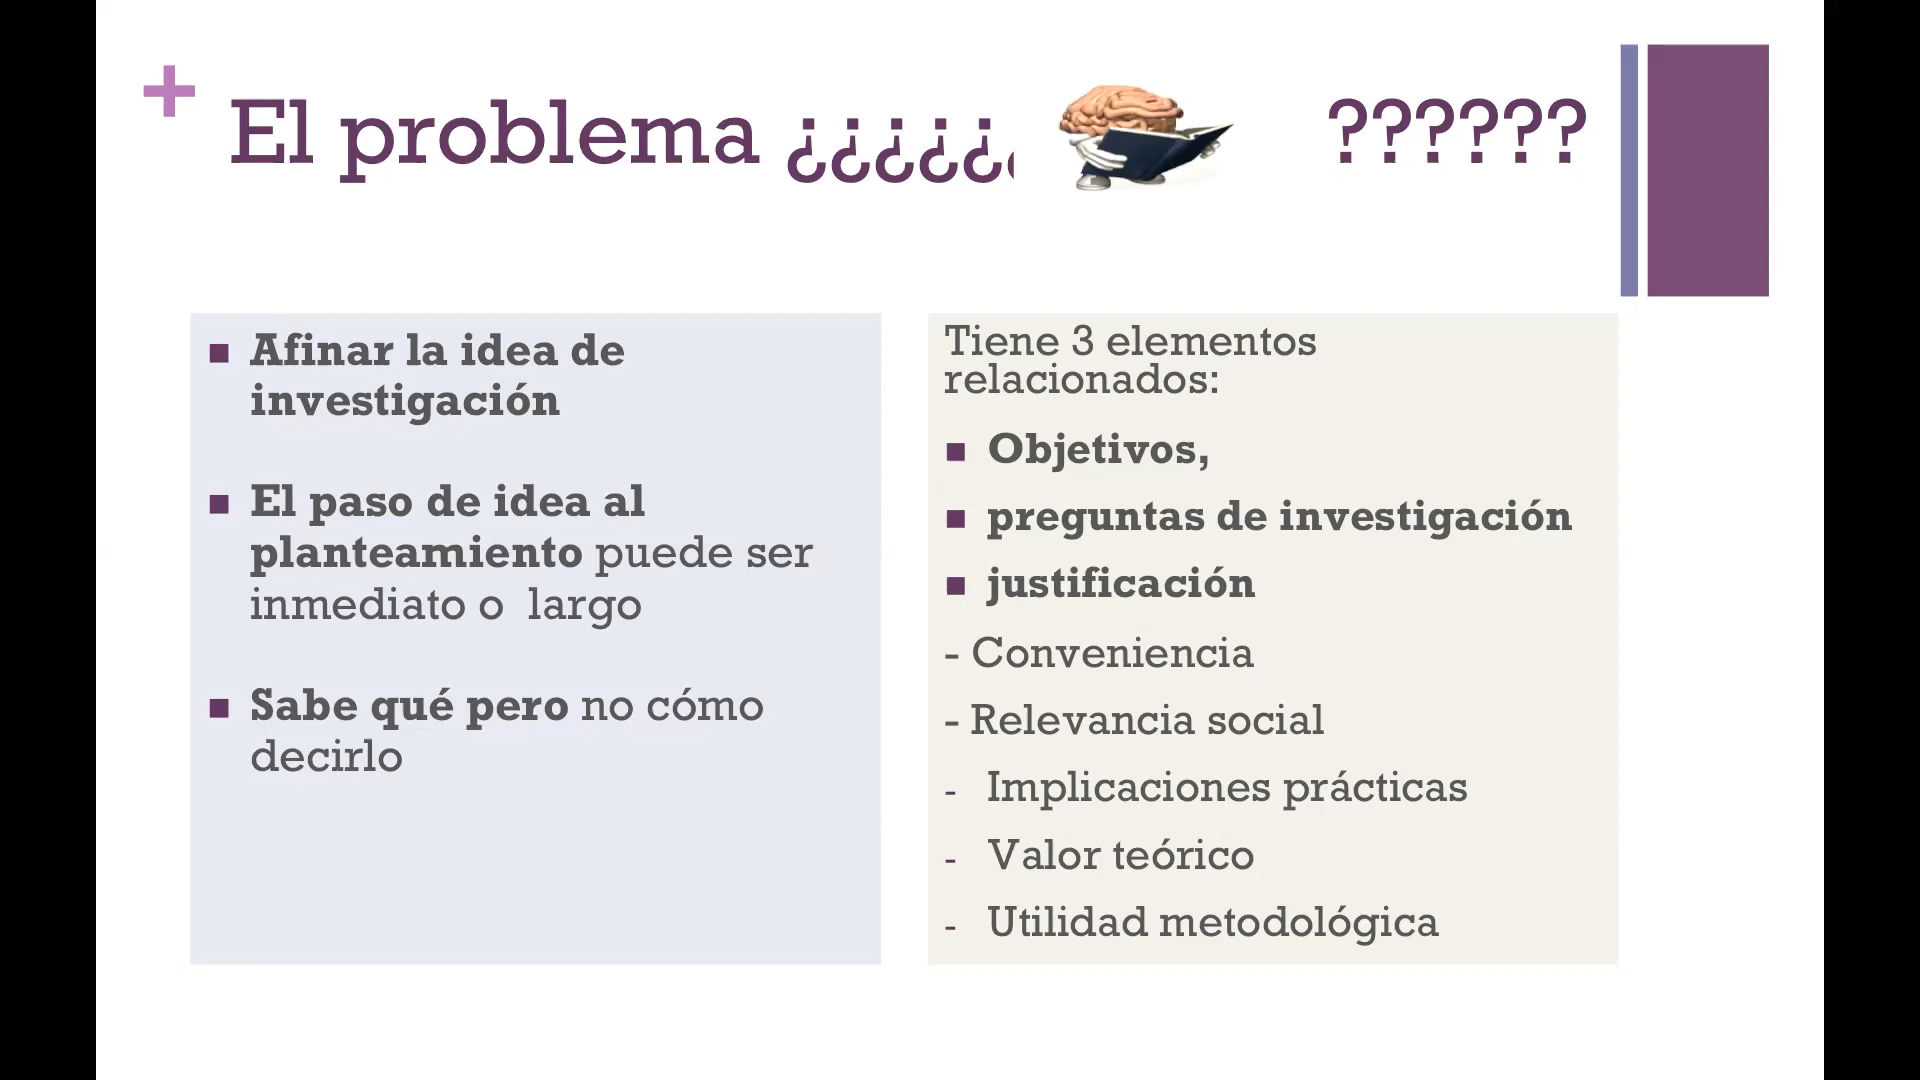 +
El problema ¿¿¿¿¿¿ ??????
■ Afinar la idea de
investigación
■ El paso de idea al
planteamiento puede ser
inmediato o largo
■ Sabe qué pero no cómo
decirlo
Tiene 3 elementos
relacionados:
■ Objetivos,
■ preguntas de investigación
■ justificación
- Conveniencia
- Relevancia social
- Implicaciones prácticas
- Valor teórico
- Utilidad metodológica